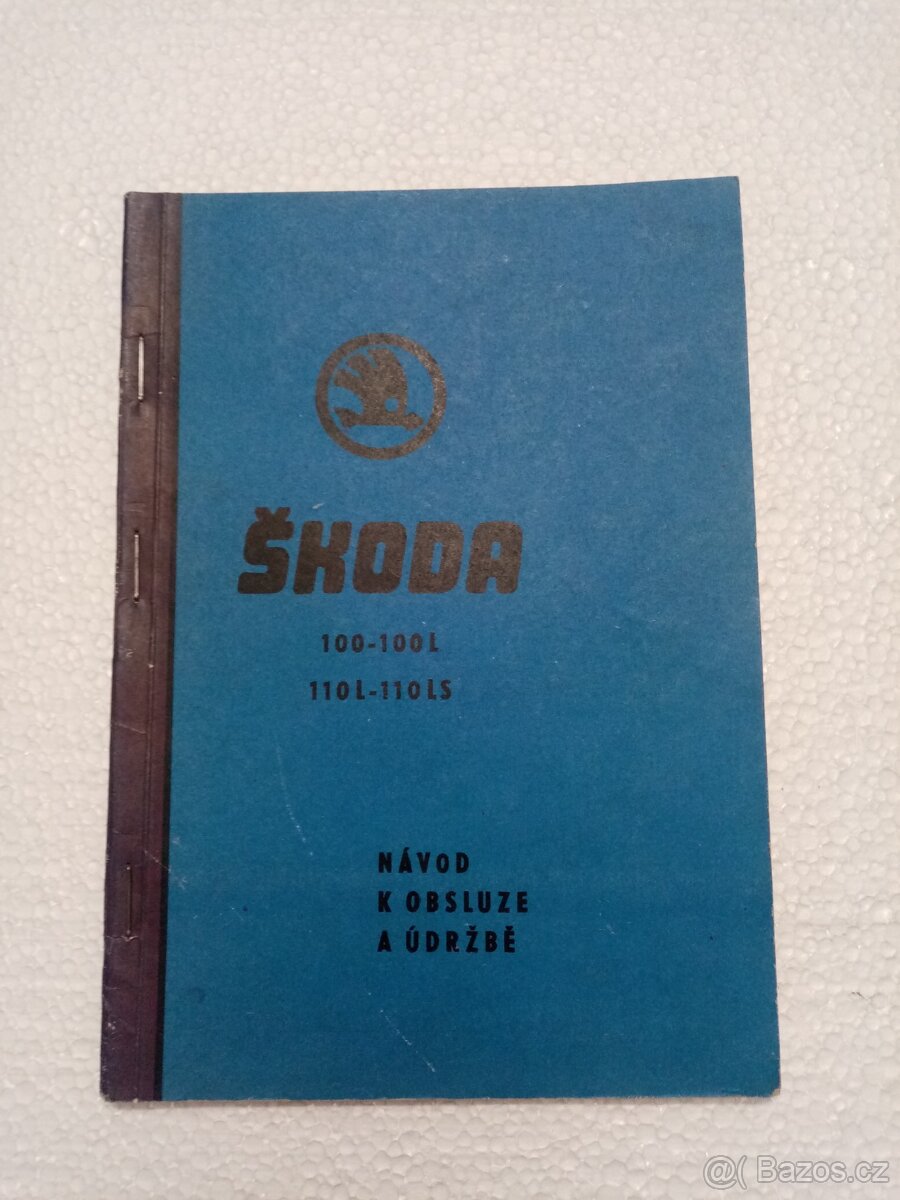 ŠKODA
100-100L
110L-110LS
NÁVOD
K OBSLUZE
A ÚDRŽBĚ
@( Bazos.cz